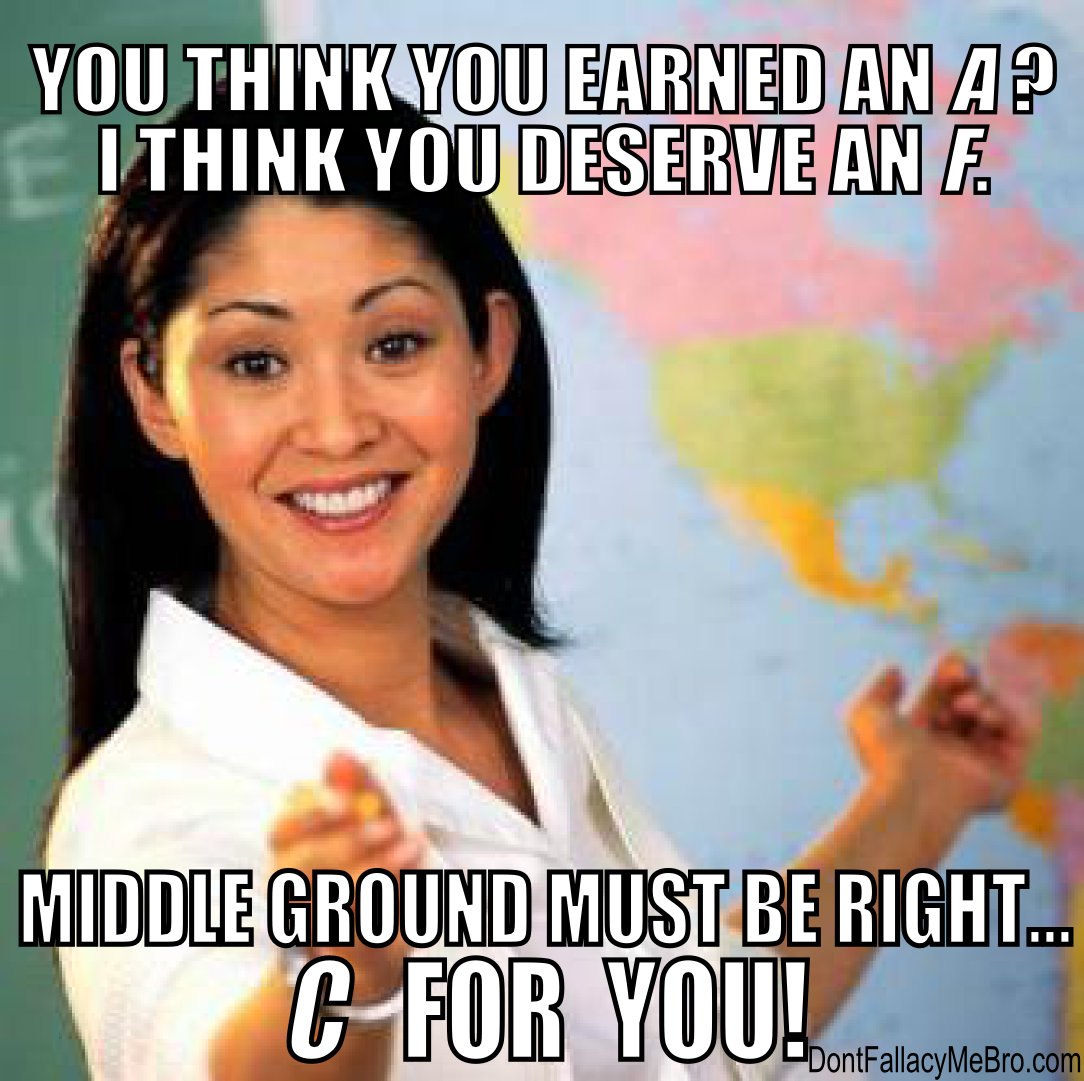 YOU THINK YOU EARNED AN A?
I THINK YOU DESERVE AN F.
MIDDLE GROUND MUST BE RIGHT...
C FOR YOU!
DontFallacyMeBro.com